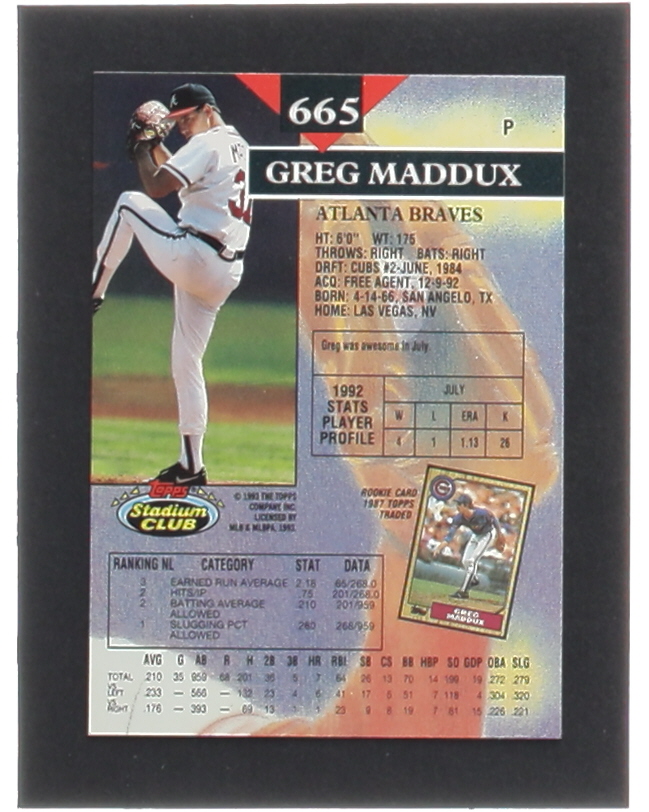 665
P
GREG MADDUX
ATLANTA BRAVES
HT: 6'0" WT: 175
THROWS: RIGHT BATS: RIGHT
DRFT: CUBS #2-JUNE, 1984
ACQ: FREE AGENT, 12-9-92
BORN: 4-14-66, SAN ANGELO, TX
HOME: LAS VEGAS, NV
Greg was awesome in July.
1992 STATS PLAYER PROFILE
JULY
W L ERA K
4 1 1.13 26
Topps
Stadium
CLUB
© 1993 THE TOPPS
COMPANY, INC.
LICENSED BY
MLB & MLBPA, 1993.
ROOKIE CARD
1987 TOPPS
TRADED
topps
GREG
MADDUX
RANKING NL CATEGORY STAT DATA
3 EARNED RUN AVERAGE 2.18 65/268.0
2 HITS/IP .75 201/268.0
2 BATTING AVERAGE .210 201/959
ALLOWED
1 SLUGGING PCT 268/959
ALLOWED
AVG G AB R H 2B 3B HR RBI SB CS BB HBP SO GDP OBA SLG
TOTAL .210 35 959 68 201 36 5 7 64 26 13 70 14 199 19 .272 .279
VS.
LEFT .233 — 566 — 132 23 4 6 41 17 5 51 7 118 4 .304 .320
VS.
RIGHT .176 — 393 — 69 13 1 1 23 9 8 19 7 81 15 .226 .221